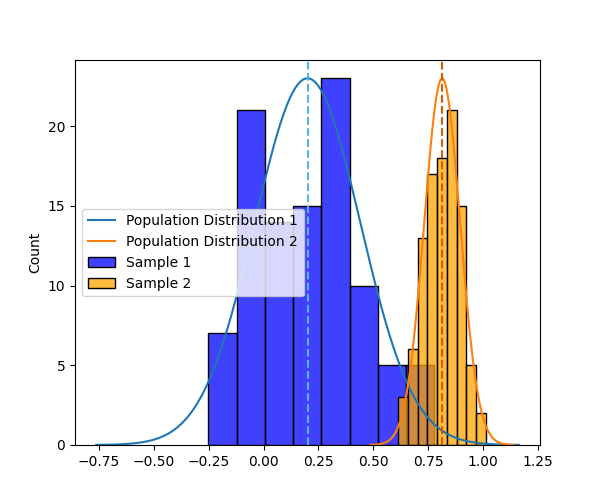 20
15
10
5
0
Count
Population Distribution 1
Population Distribution 2
Sample 1
Sample 2
−0.75 −0.50 −0.25 0.00 0.25 0.50 0.75 1.00 1.25